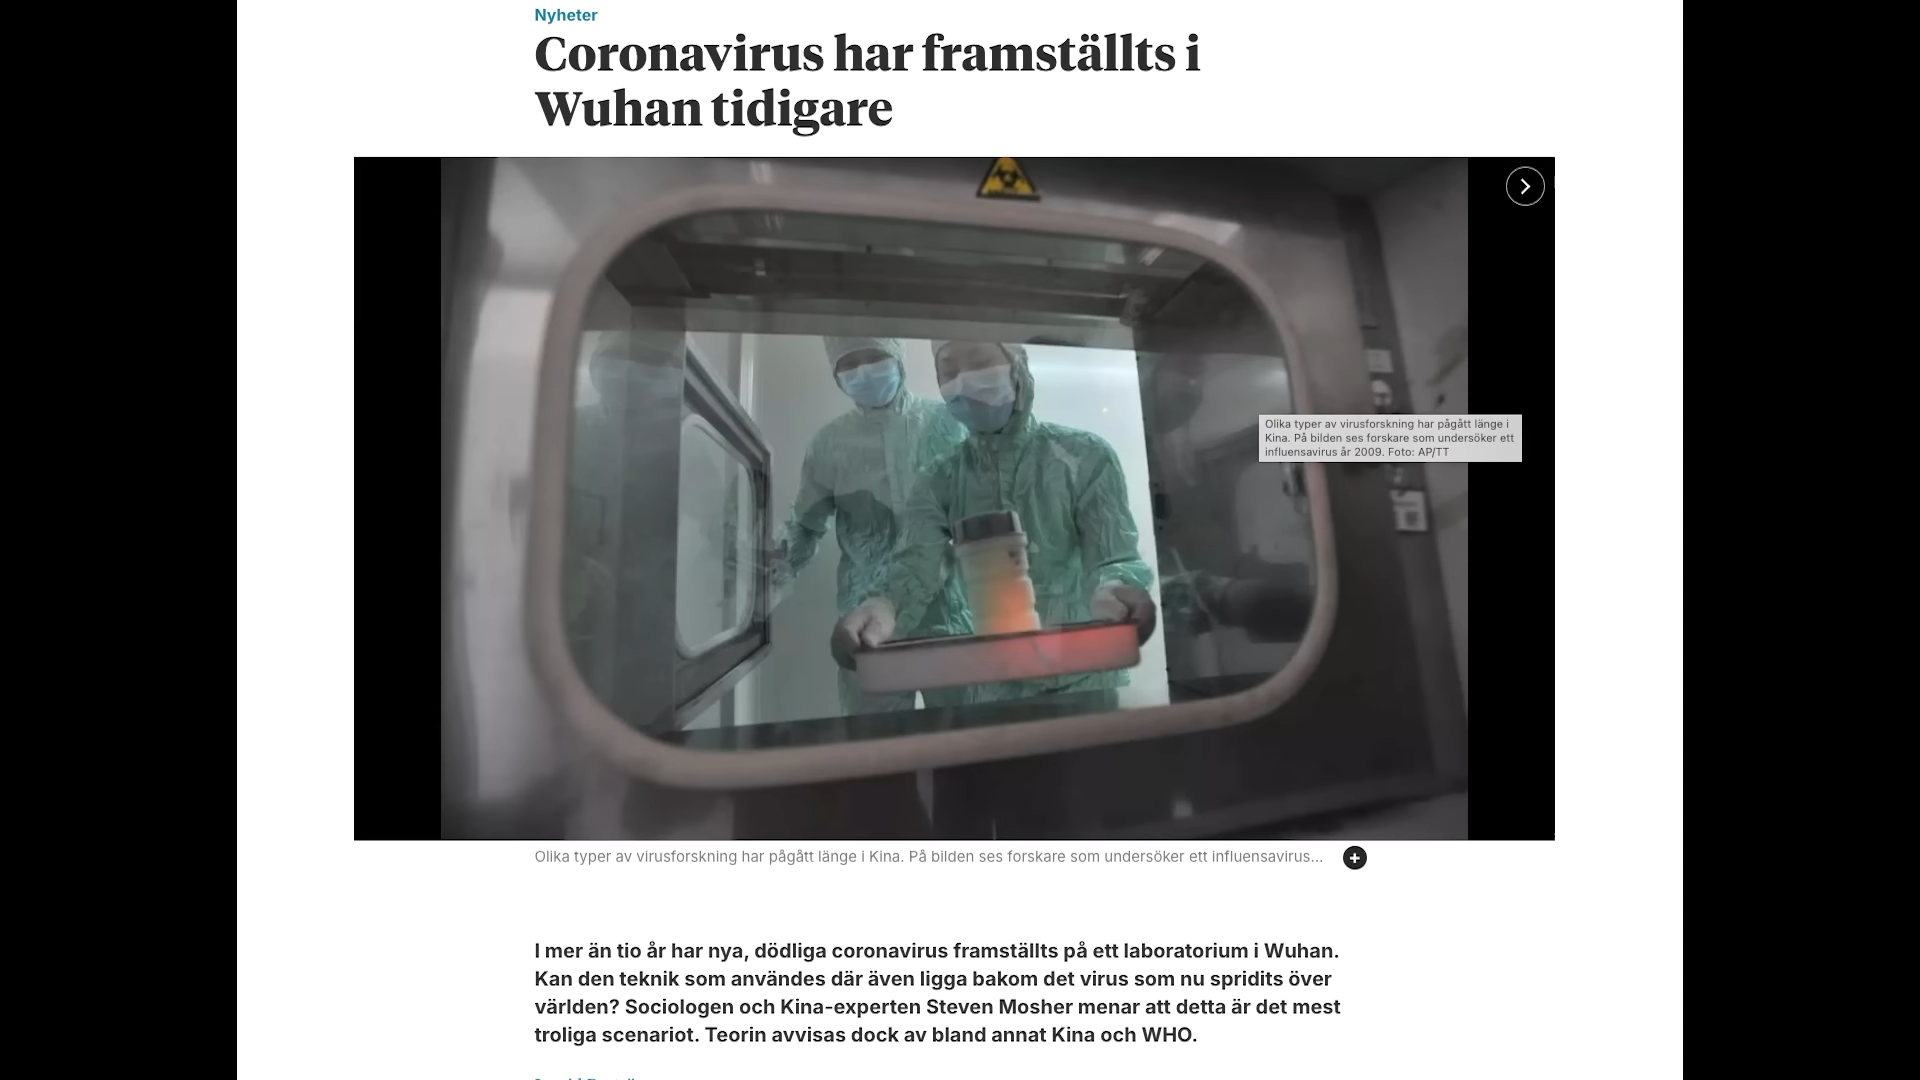 Nyheter
Coronavirus har framställts i
Wuhan tidigare
Olika typer av virusforskning har pågått länge i
Kina. På bilden ses forskare som undersöker ett
influensavirus år 2009. Foto: AP/TT
Olika typer av virusforskning har pågått länge i Kina. På bilden ses forskare som undersöker ett influensavirus...
I mer än tio år har nya, dödliga coronavirus framställts på ett laboratorium i Wuhan.
Kan den teknik som användes där även ligga bakom det virus som nu spridits över
världen? Sociologen och Kina-experten Steven Mosher menar att detta är det mest
troliga scenariot. Teorin avvisas dock av bland annat Kina och WHO.